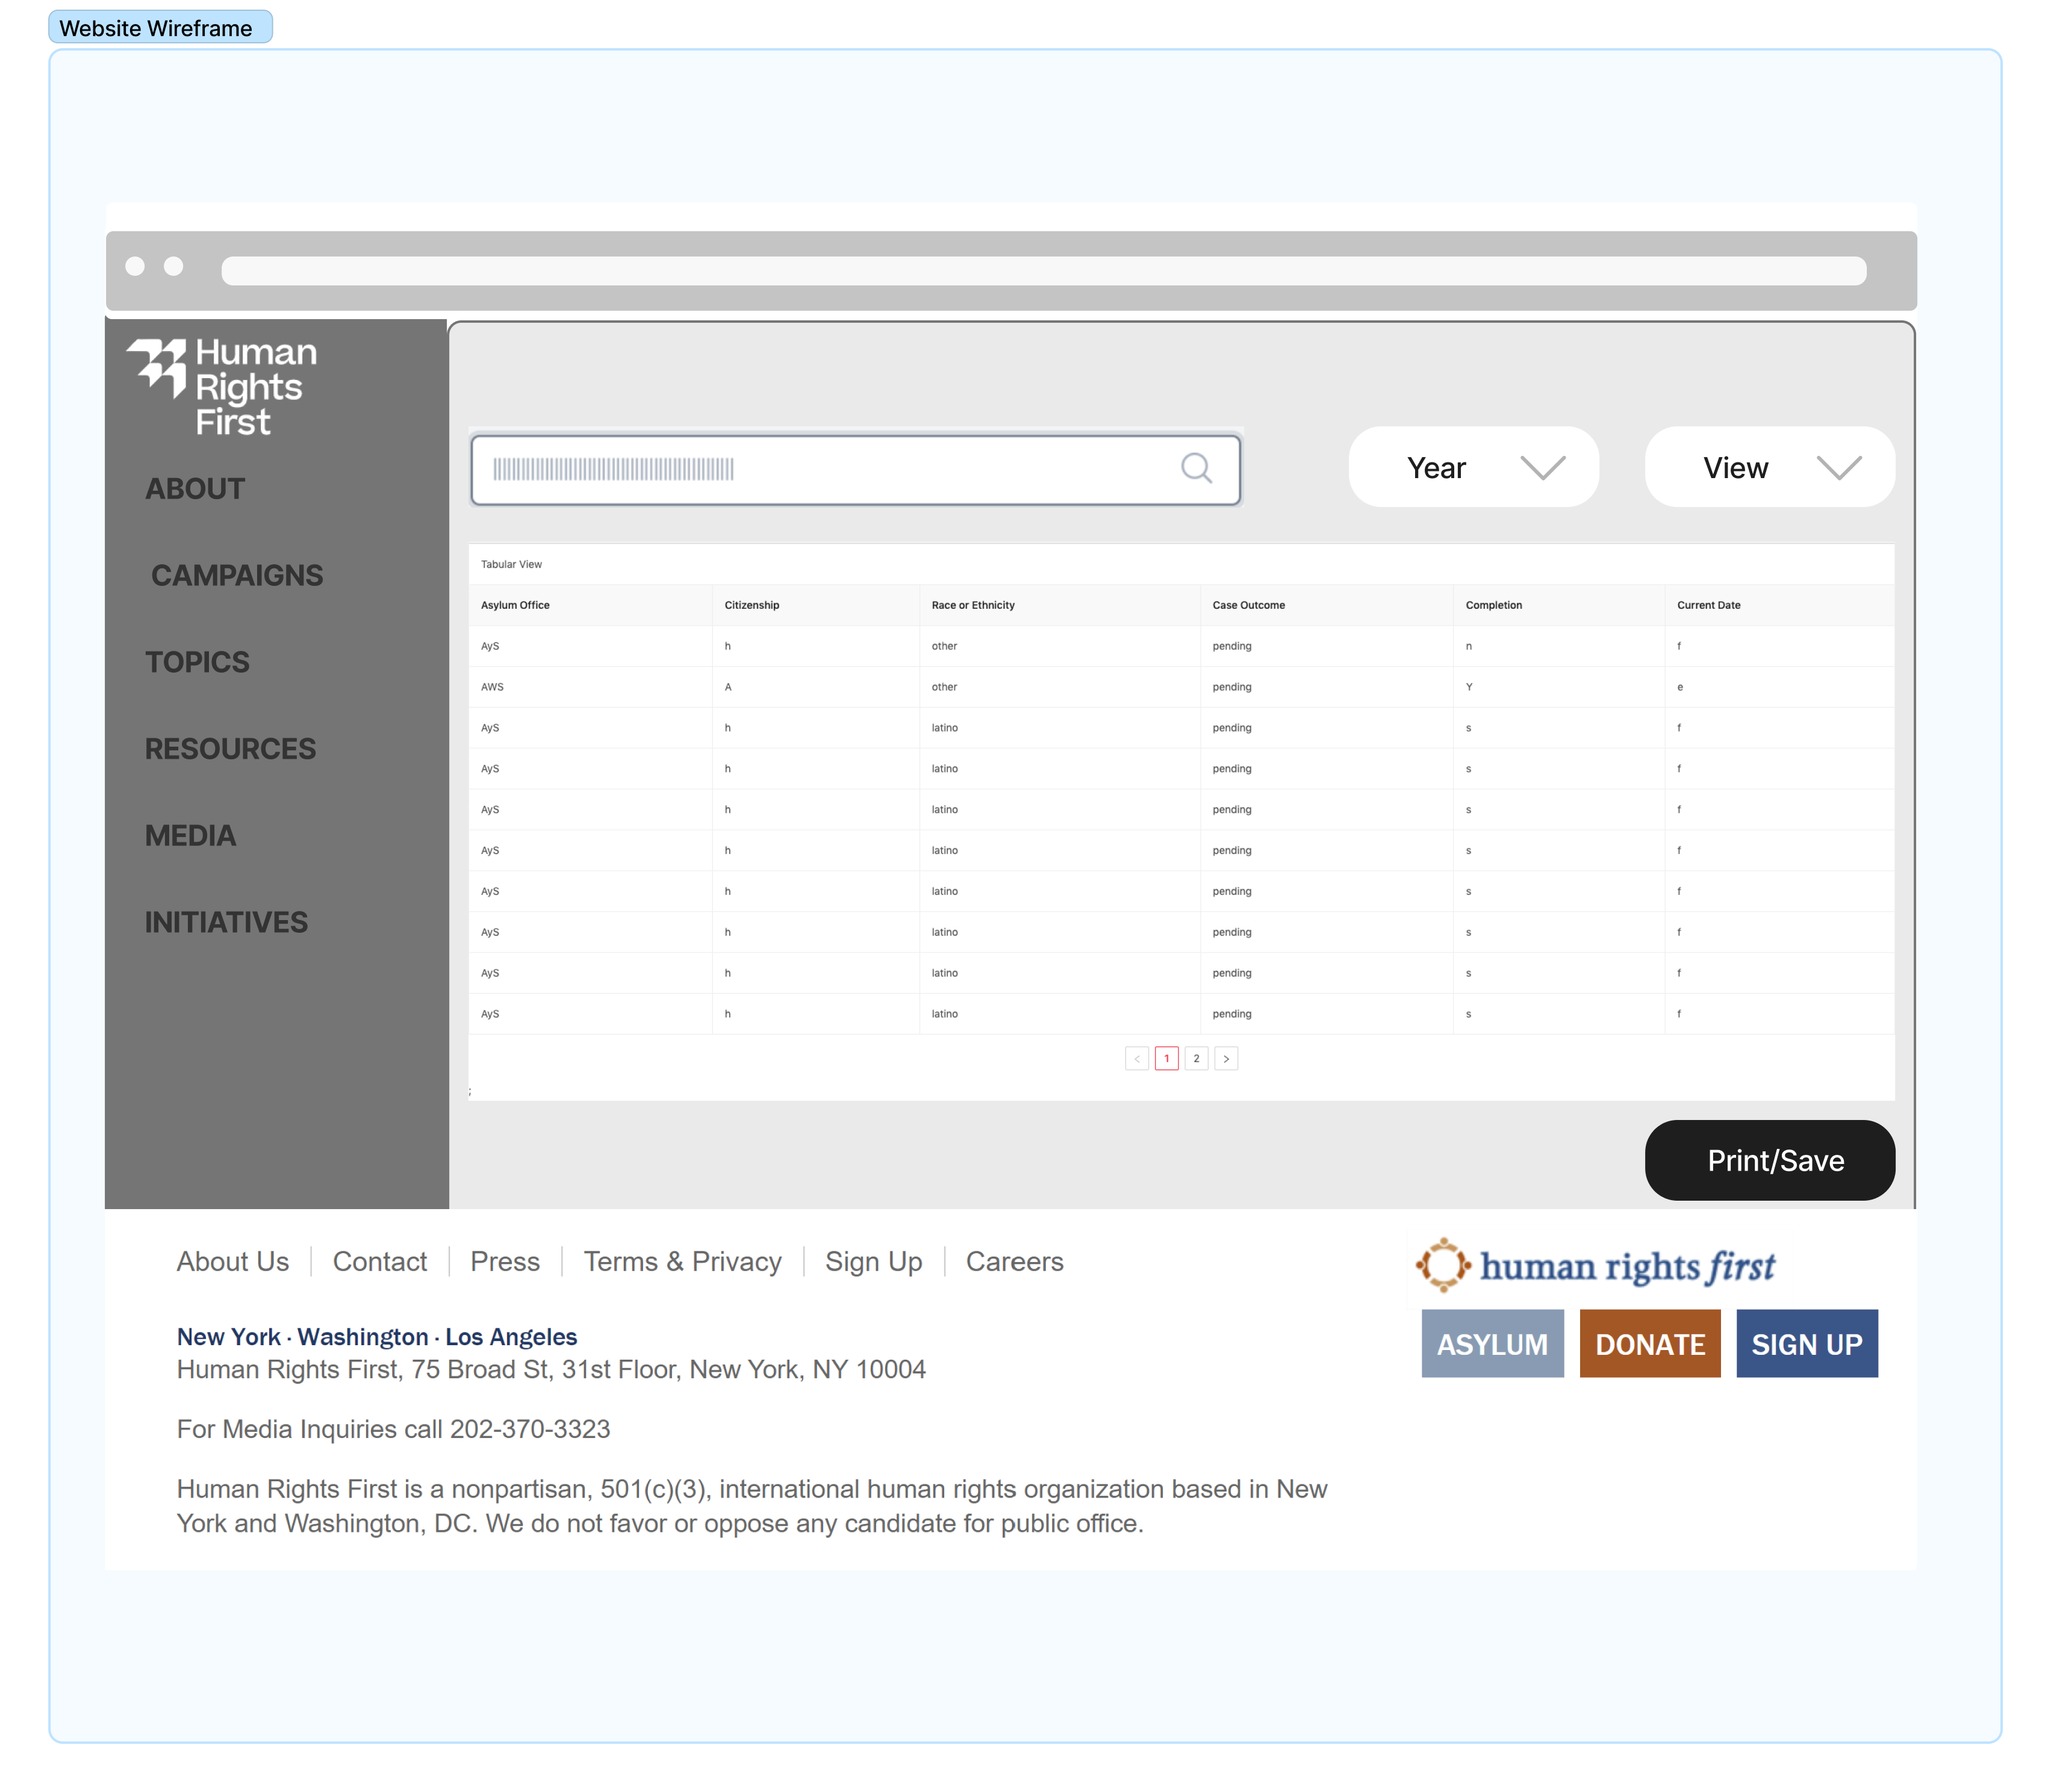 Website Wireframe
Human
Rights
First
ABOUT
CAMPAIGNS
TOPICS
RESOURCES
MEDIA
INITIATIVES
Year
View
Tabular View
Asylum Office Citizenship Race or Ethnicity Case Outcome Completion Current Date
AyS h other pending n f
AWS A other pending Y e
AyS h latino pending s f
AyS h latino pending s f
AyS h latino pending s f
AyS h latino pending s f
AyS h latino pending s f
AyS h latino pending s f
AyS h latino pending s f
AyS h latino pending s f
< 1 2 >
;
Print/Save
About Us | Contact | Press | Terms & Privacy | Sign Up | Careers
New York · Washington · Los Angeles
Human Rights First, 75 Broad St, 31st Floor, New York, NY 10004
For Media Inquiries call 202-370-3323
Human Rights First is a nonpartisan, 501(c)(3), international human rights organization based in New
York and Washington, DC. We do not favor or oppose any candidate for public office.
human rights first
ASYLUM DONATE SIGN UP